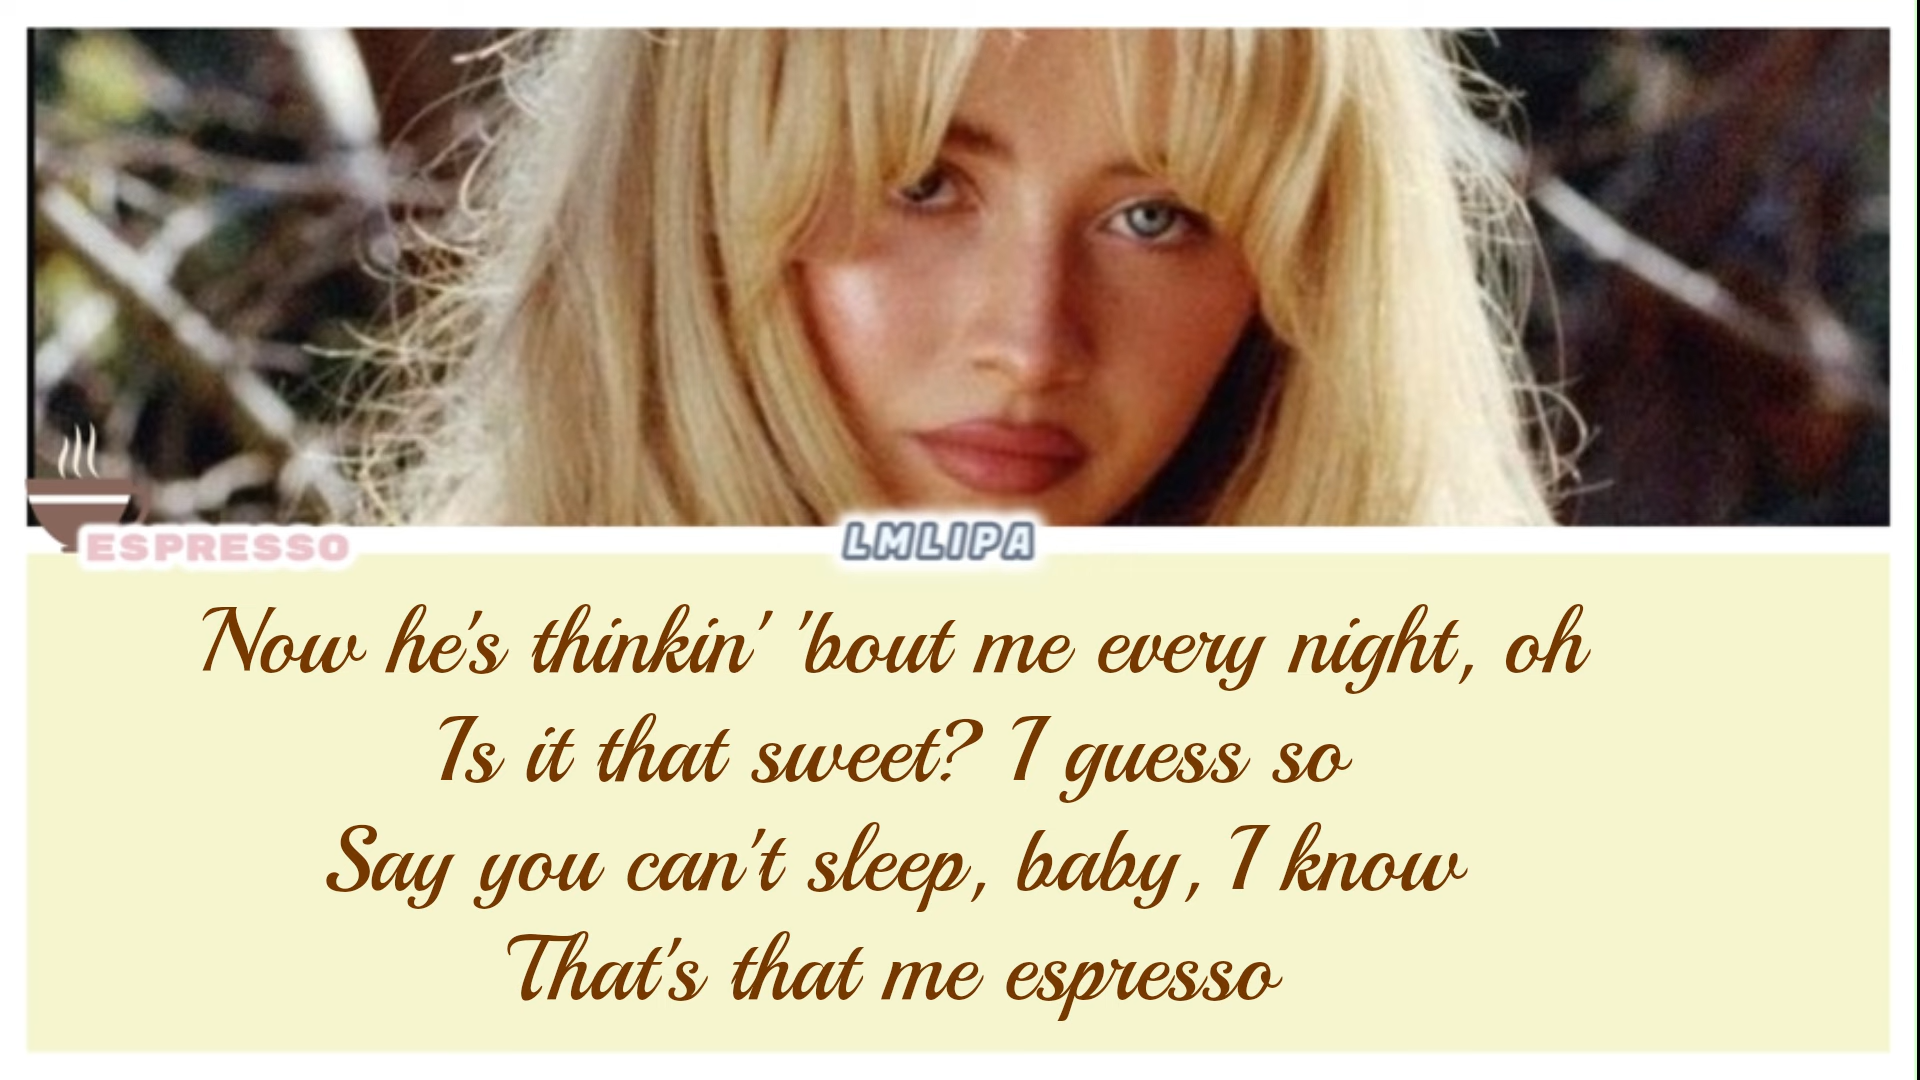 ESPRESSO
LMLIPA
Now he's thinkin' 'bout me every night, oh
Is it that sweet? I guess so
Say you can't sleep, baby, I know
That's that me espresso